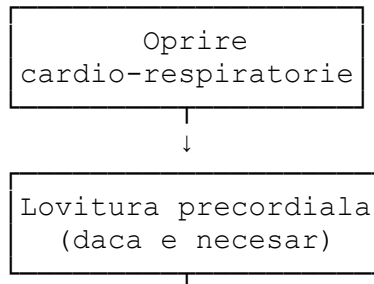 Oprire
cardio-respiratorie
↓
Lovitura precordiala
(daca e necesar)